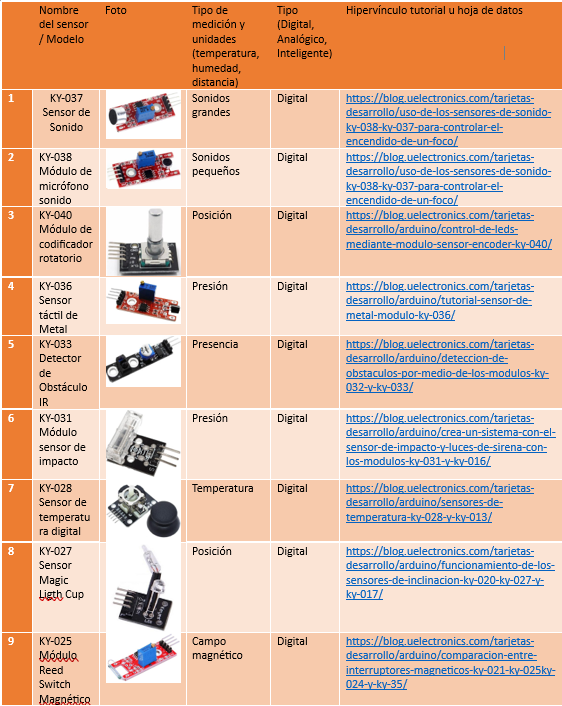 Nombre del sensor / Modelo
Foto
Tipo de medición y unidades (temperatura, humedad, distancia)
Tipo (Digital, Analógico, Inteligente)
Hipervínculo tutorial u hoja de datos
1
KY-037
Sensor de
Sonido
Sonidos
grandes
Digital
https://blog.uelectronics.com/tarjetas-
desarrollo/uso-de-los-sensores-de-sonido-
ky-038-ky-037-para-controlar-el-
encendido-de-un-foco/
2
KY-038
Módulo de
micrófono
sonido
Sonidos
pequeños
Digital
https://blog.uelectronics.com/tarjetas-
desarrollo/uso-de-los-sensores-de-sonido-
ky-038-ky-037-para-controlar-el-
encendido-de-un-foco/
3
KY-040
Módulo de
codificador
rotatorio
Posición
Digital
https://blog.uelectronics.com/tarjetas-
desarrollo/arduino/control-de-leds-
mediante-modulo-sensor-encoder-ky-040/
4
KY-036
Sensor
táctil de
Metal
Presión
Digital
https://blog.uelectronics.com/tarjetas-
desarrollo/arduino/tutorial-sensor-de-
metal-modulo-ky-036/
5
KY-033
Detector
de
Obstáculo
IR
Presencia
Digital
https://blog.uelectronics.com/tarjetas-
desarrollo/arduino/deteccion-de-
obstaculos-por-medio-de-los-modulos-ky-
032-y-ky-033/
6
KY-031
Módulo
sensor de
impacto
Presión
Digital
https://blog.uelectronics.com/tarjetas-
desarrollo/arduino/crea-un-sistema-con-el-
sensor-de-impacto-y-luces-de-sirena-con-
los-modulos-ky-031-y-ky-016/
7
KY-028
Sensor de
temperatu
ra digital
Temperatura
Digital
https://blog.uelectronics.com/tarjetas-
desarrollo/arduino/sensores-de-
temperatura-ky-028-y-ky-013/
8
KY-027
Sensor
Magic
Ligth Cup
Posición
Digital
https://blog.uelectronics.com/tarjetas-
desarrollo/arduino/funcionamiento-de-los-
sensores-de-inclinacion-ky-020-ky-027-y-
ky-017/
9
KY-025
Módulo
Reed
Switch
Magnético
Campo
magnético
Digital
https://blog.uelectronics.com/tarjetas-
desarrollo/arduino/comparacion-entre-
interruptores-magneticos-ky-021-ky-025ky-
024-y-ky-35/